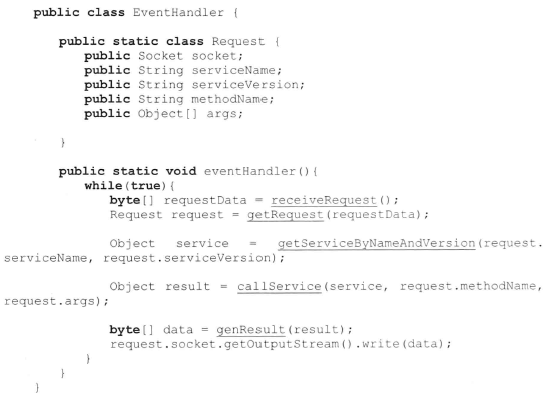 public class EventHandler {
public static class Request {
public Socket socket;
public String serviceName;
public String serviceVersion;
public String methodName;
public Object[] args;
}
public static void eventHandler(){
while(true){
byte[] requestData = receiveRequest();
Request request = getRequest(requestData);
Object service = getServiceByNameAndVersion(request.
serviceName, request.serviceVersion);
Object result = callService(service, request.methodName,
request.args);
byte[] data = genResult(result);
request.socket.getOutputStream().write(data);
}
}
}